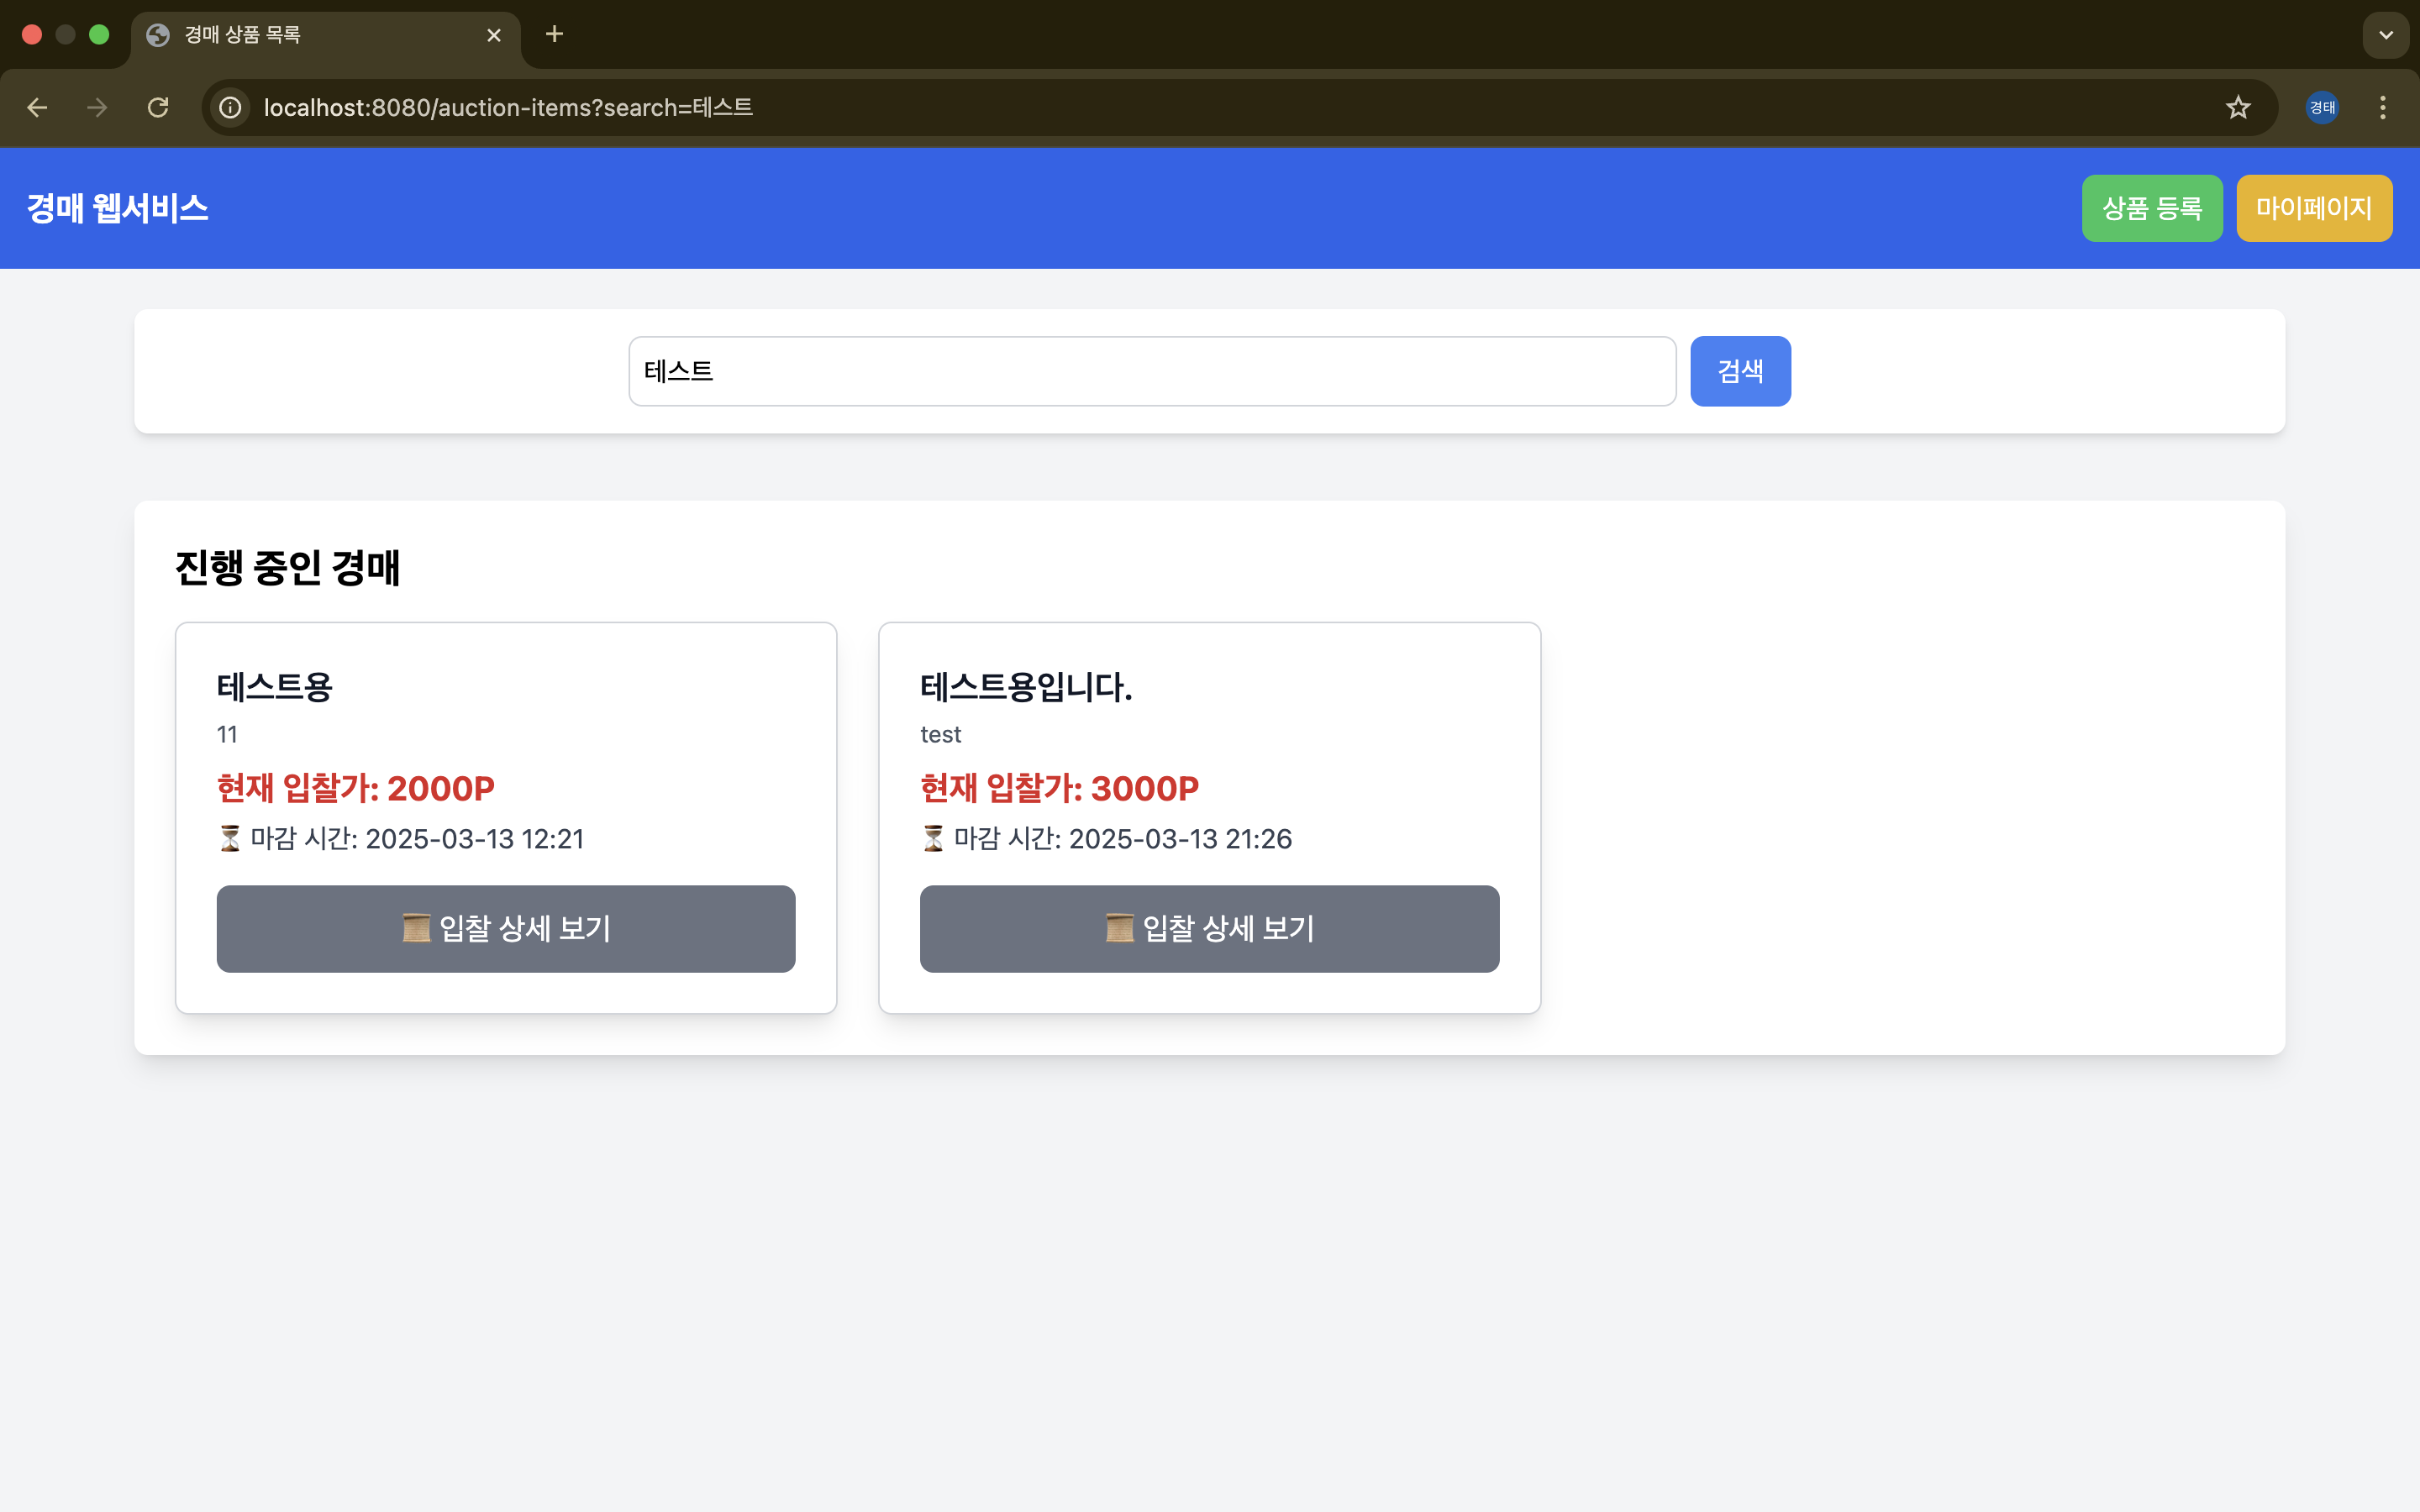 경매 상품 목록
localhost:8080/auction-items?search=테스트
경태
경매 웹서비스
상품 등록
마이페이지
테스트
검색
진행 중인 경매
테스트용
11
현재 입찰가: 2000P
⏳ 마감 시간: 2025-03-13 12:21
📜 입찰 상세 보기
테스트용입니다.
test
현재 입찰가: 3000P
⏳ 마감 시간: 2025-03-13 21:26
📜 입찰 상세 보기